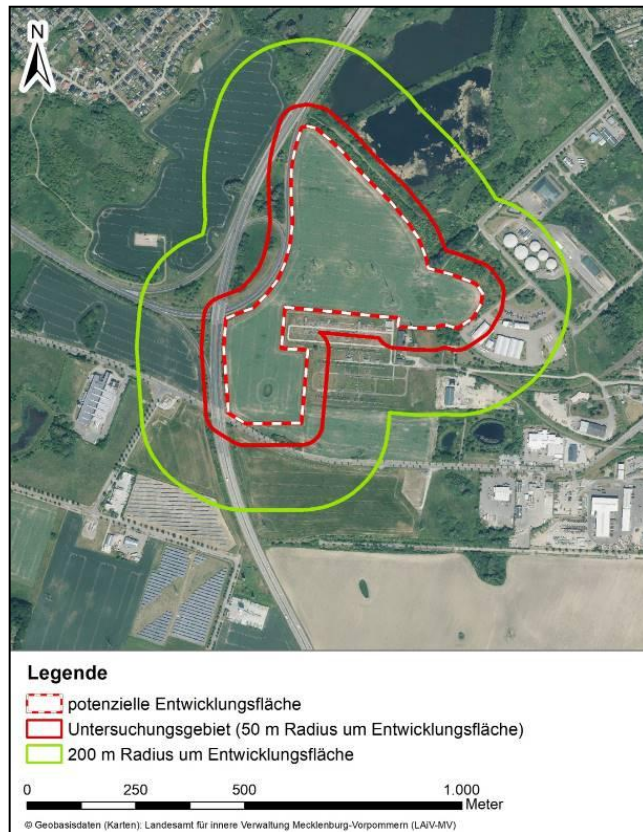 N
Legende
potenzielle Entwicklungsfläche
Untersuchungsgebiet (50 m Radius um Entwicklungsfläche)
200 m Radius um Entwicklungsfläche
0 250 500 1.000
Meter
© Geobasisdaten (Karten): Landesamt für innere Verwaltung Mecklenburg-Vorpommern (LAiV-MV)